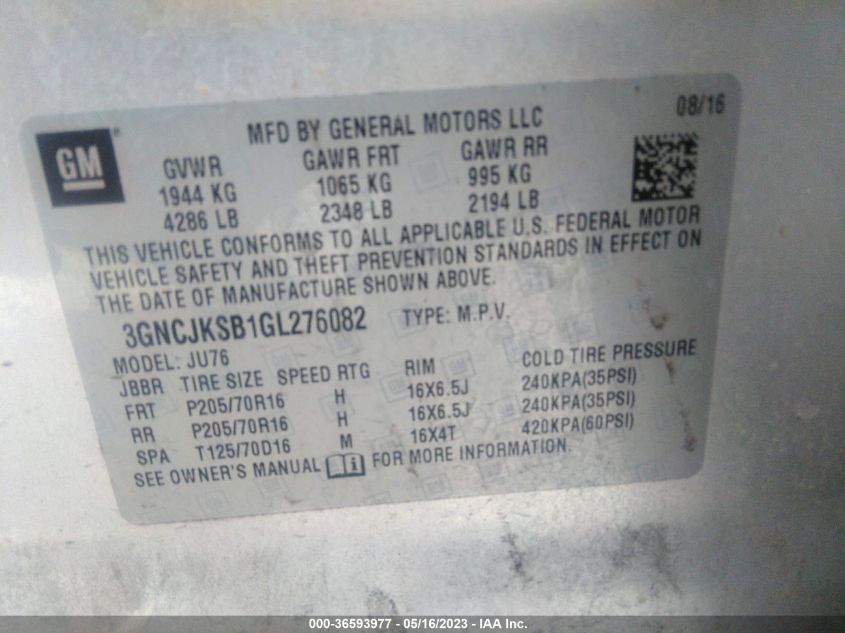 08/16
MFD BY GENERAL MOTORS LLC
GM
GVWR GAWR FRT GAWR RR
1944 KG 1065 KG 995 KG
4286 LB 2348 LB 2194 LB
THIS VEHICLE CONFORMS TO ALL APPLICABLE U.S. FEDERAL MOTOR
VEHICLE SAFETY AND THEFT PREVENTION STANDARDS IN EFFECT ON
THE DATE OF MANUFACTURE SHOWN ABOVE.
3GNCJKSB1GL276082 TYPE: M.P.V.
MODEL: JU76
JBBR TIRE SIZE SPEED RTG RIM COLD TIRE PRESSURE
FRT P205/70R16 H 16X6.5J 240KPA(35PSI)
RR P205/70R16 H 16X6.5J 240KPA(35PSI)
SPA T125/70D16 M 16X4T 420KPA(60PSI)
SEE OWNER'S MANUAL i FOR MORE INFORMATION.
000-36593977 - 05/16/2023 - IAA Inc.